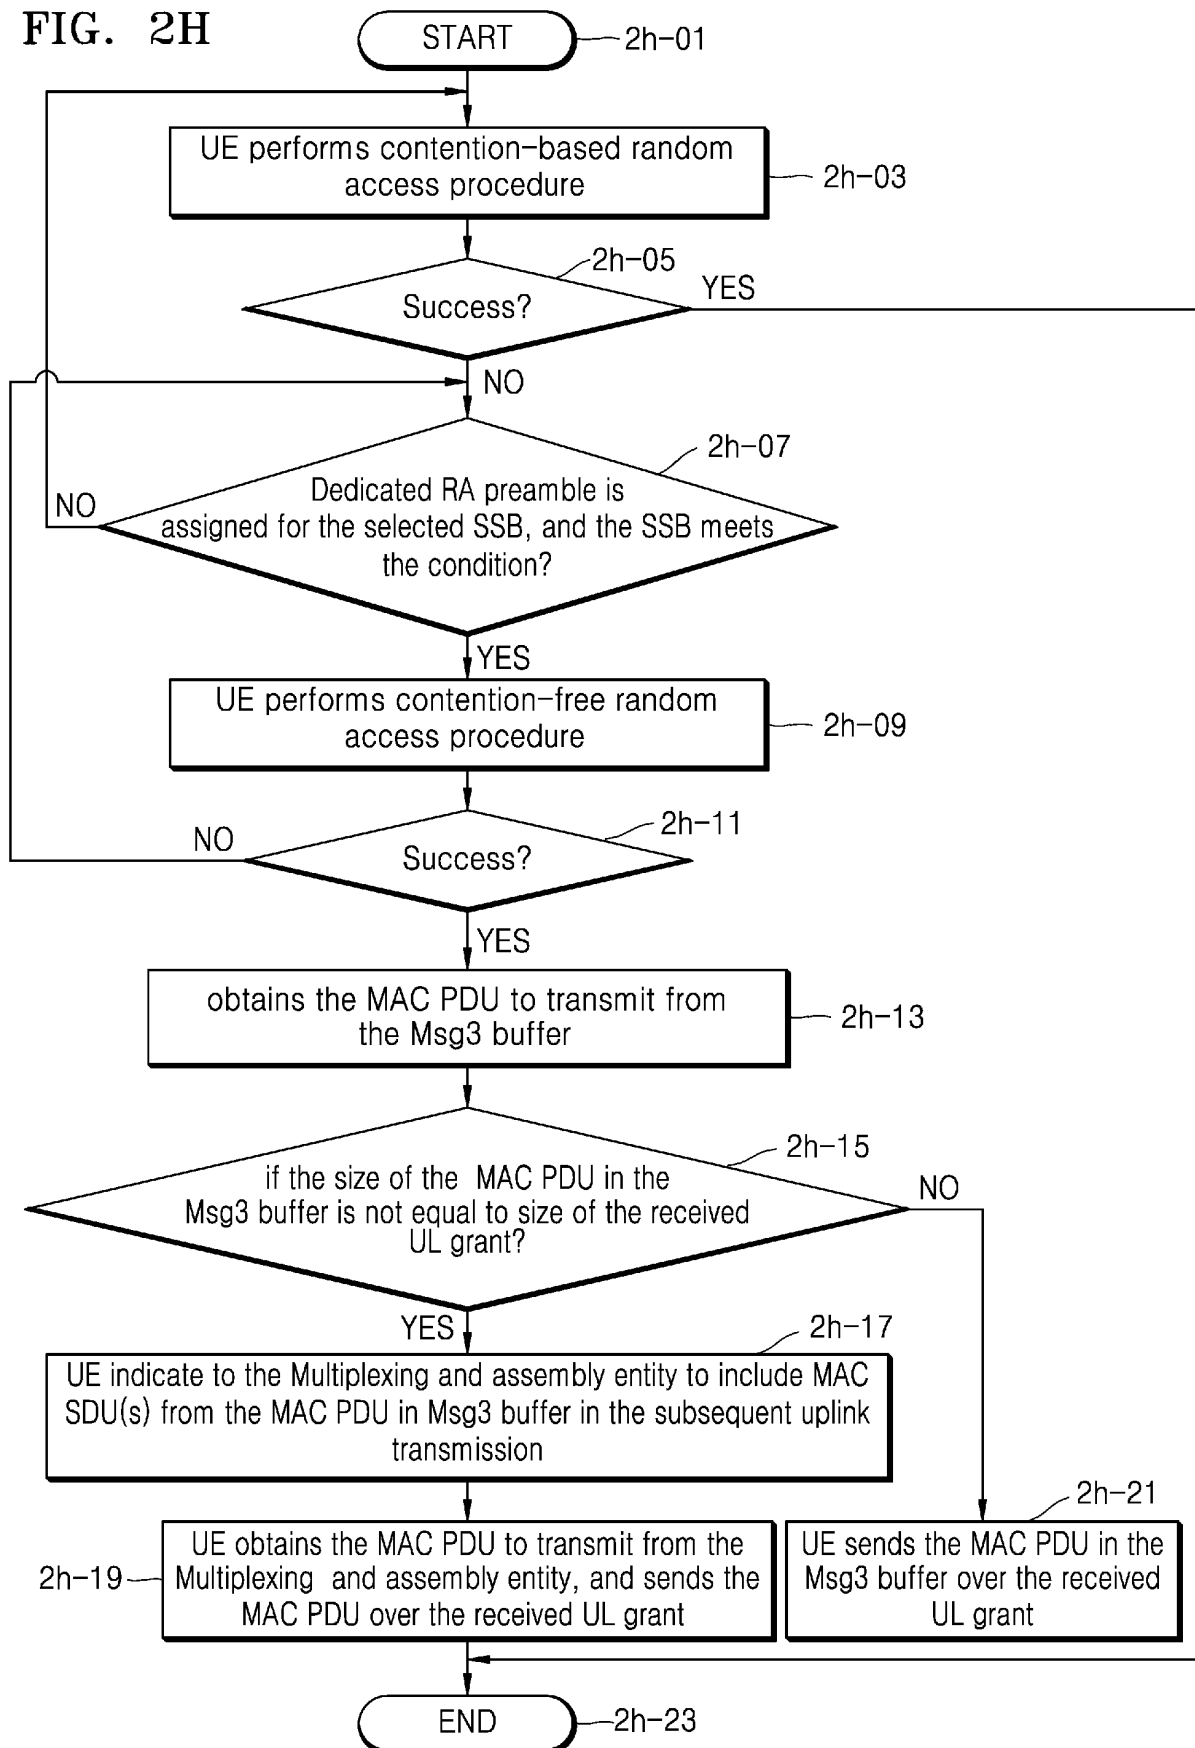 FIG. 2H
START
2h-01
UE performs contention-based random
access procedure
2h-03
2h-05
Success?
YES
NO
2h-07
NO
Dedicated RA preamble is
assigned for the selected SSB, and the SSB meets
the condition?
YES
UE performs contention-free random
access procedure
2h-09
2h-11
NO
Success?
YES
obtains the MAC PDU to transmit from
the Msg3 buffer
2h-13
2h-15
if the size of the MAC PDU in the
Msg3 buffer is not equal to size of the received
UL grant?
NO
YES
2h-17
UE indicate to the Multiplexing and assembly entity to include MAC
SDU(s) from the MAC PDU in Msg3 buffer in the subsequent uplink
transmission
2h-19
UE obtains the MAC PDU to transmit from the
Multiplexing and assembly entity, and sends the
MAC PDU over the received UL grant
2h-21
UE sends the MAC PDU in the
Msg3 buffer over the received
UL grant
END
2h-23